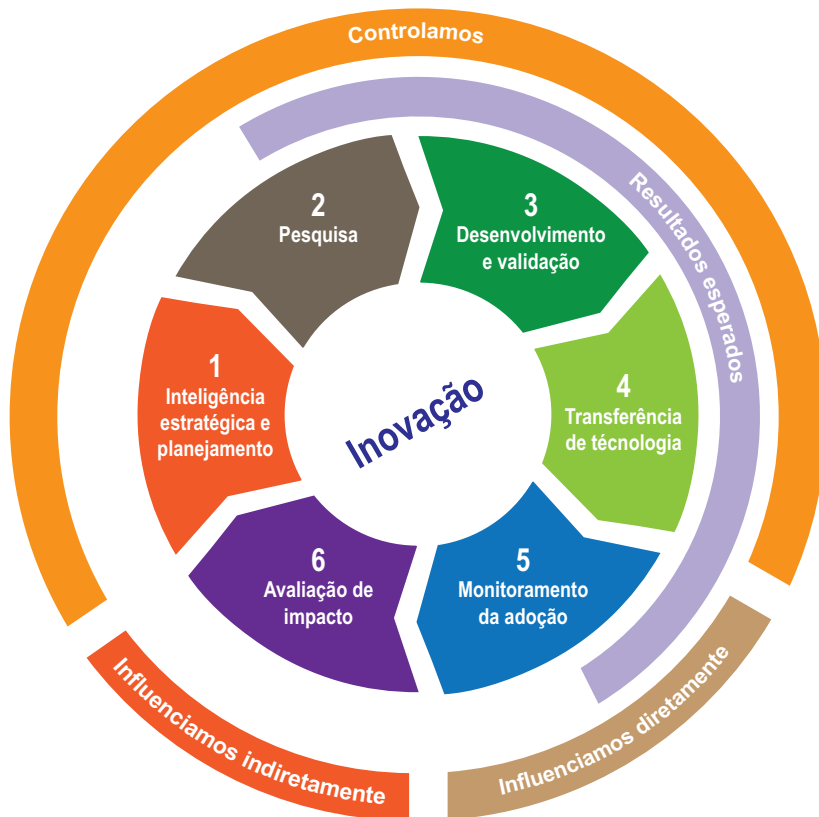 Controlamos
Resultados esperados
1
Inteligência
estratégica e
planejamento
2
Pesquisa
3
Desenvolvimento
e validação
4
Transferência
de técnologia
5
Monitoramento
da adoção
6
Avaliação de
impacto
Inovação
Influenciamos diretamente
Influenciamos indiretamente